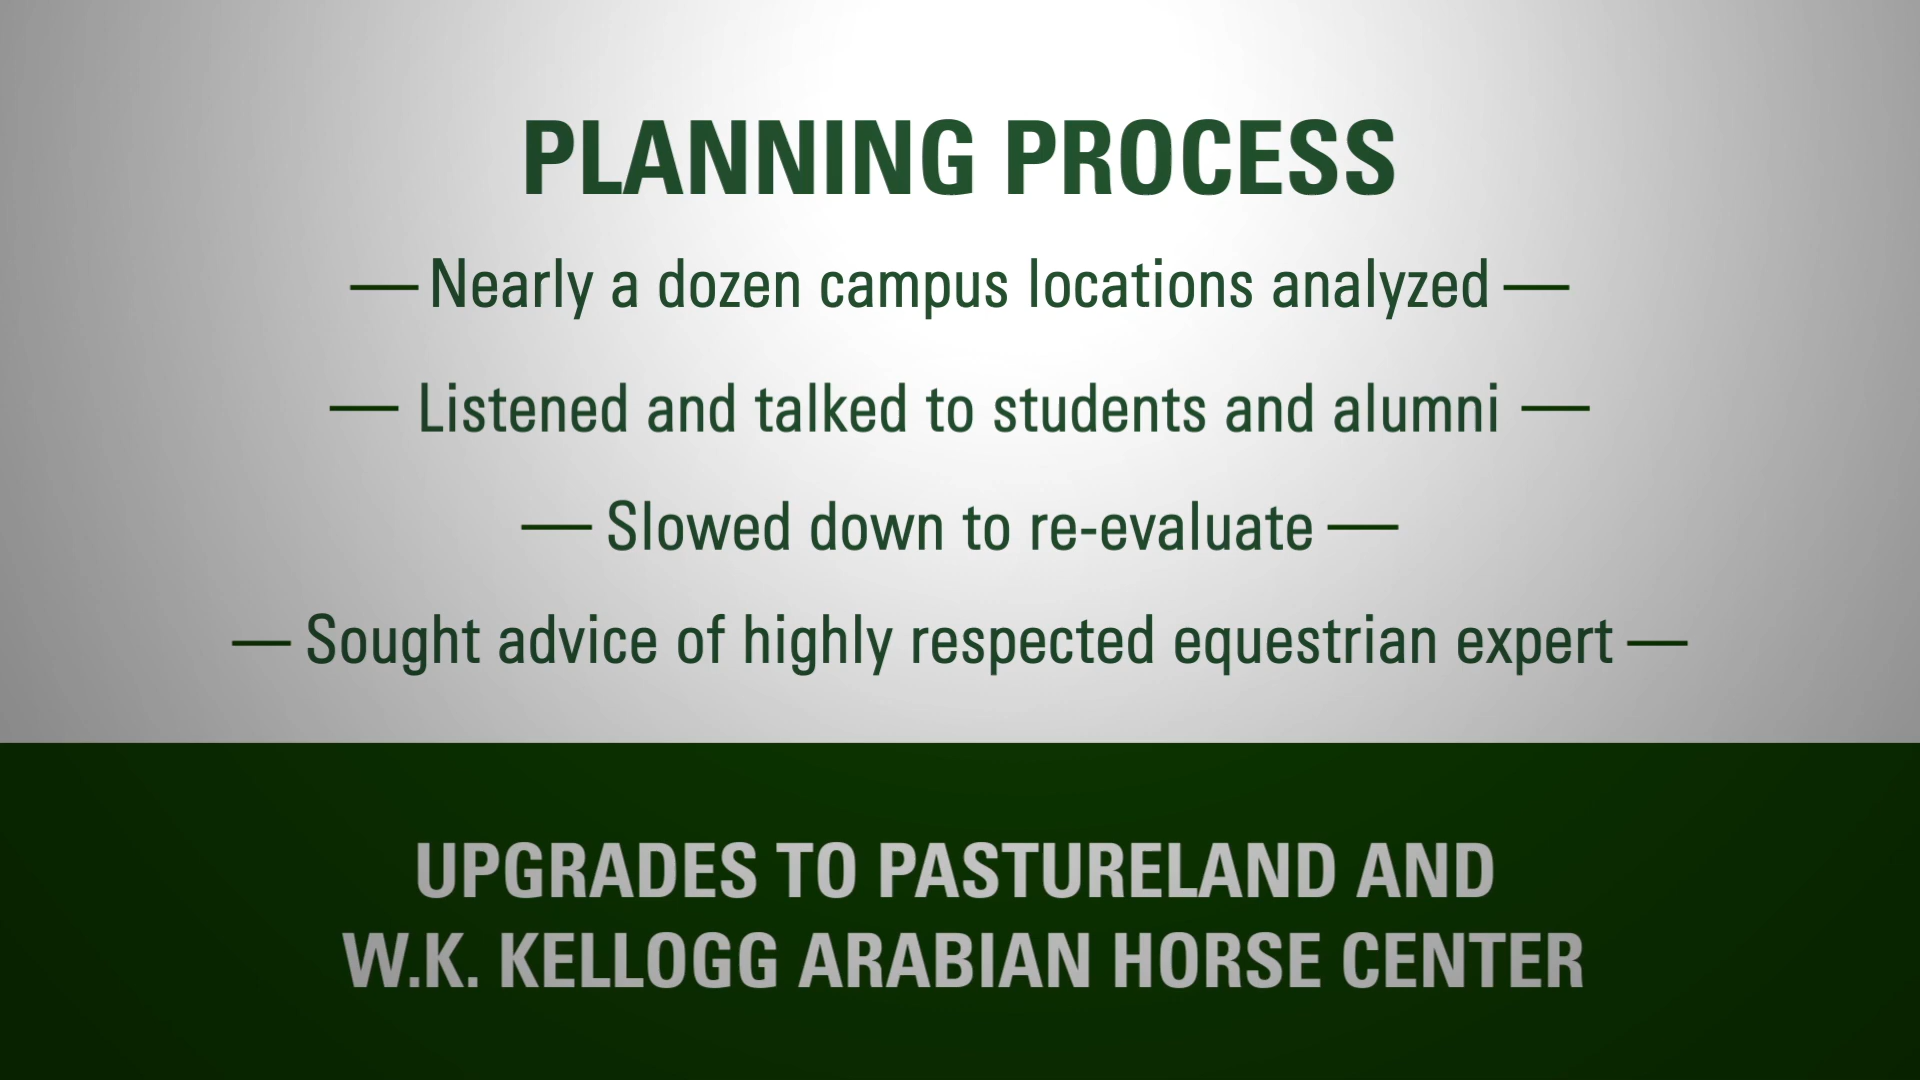 PLANNING PROCESS
— Nearly a dozen campus locations analyzed —
— Listened and talked to students and alumni —
— Slowed down to re-evaluate —
— Sought advice of highly respected equestrian expert —
UPGRADES TO PASTURELAND AND
W.K. KELLOGG ARABIAN HORSE CENTER